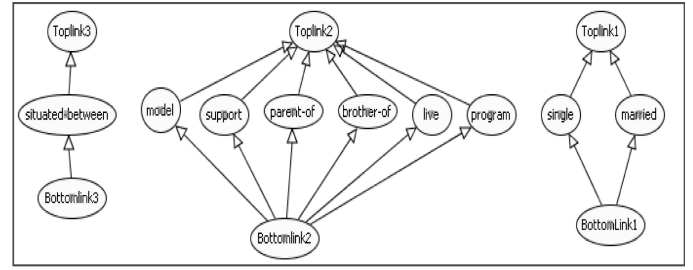 Toplink3
Toplink2
Toplink1
situated-between
model
support
parent-of
brother-of
live
program
single
married
Bottomlink3
Bottomlink2
BottomLink1